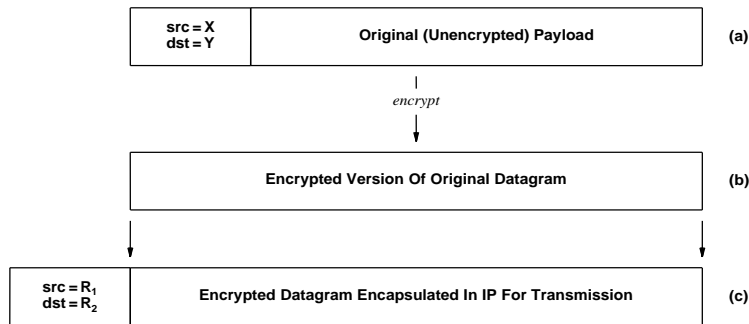 src = X
dst = Y
Original (Unencrypted) Payload
(a)
encrypt
Encrypted Version Of Original Datagram
(b)
src = R₁
dst = R₂
Encrypted Datagram Encapsulated In IP For Transmission
(c)